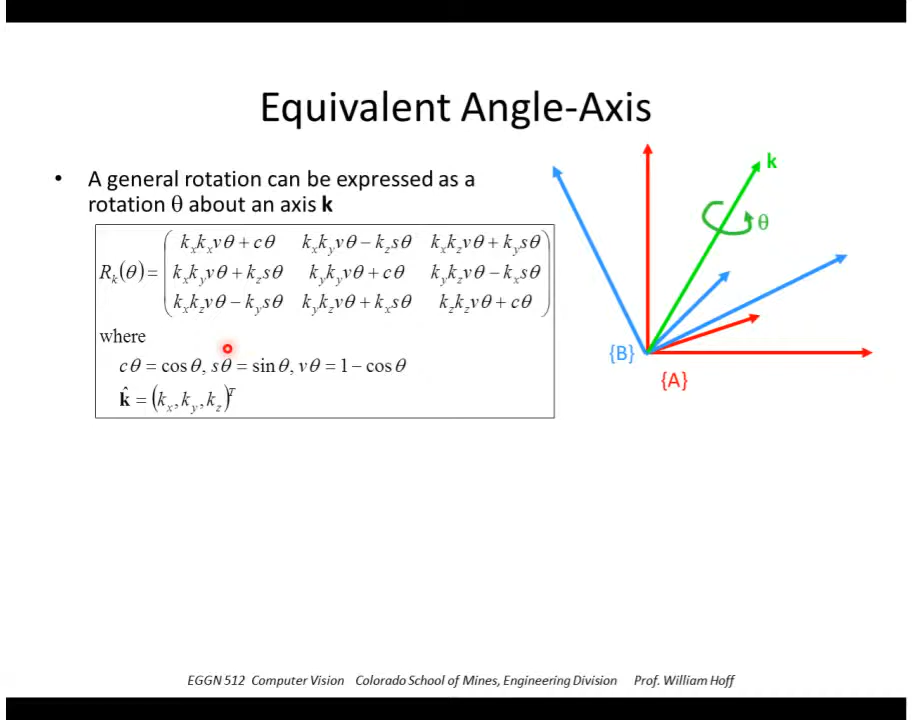 Equivalent Angle-Axis
• A general rotation can be expressed as a
rotation θ about an axis k
k
θ
R_k(θ) = ( k_x k_x vθ + cθ   k_x k_y vθ − k_z sθ   k_x k_z vθ + k_y sθ
k_x k_y vθ + k_z sθ   k_y k_y vθ + cθ   k_y k_z vθ − k_x sθ
k_x k_z vθ − k_y sθ   k_y k_z vθ + k_x sθ   k_z k_z vθ + cθ )
where
cθ = cos θ, sθ = sin θ, vθ = 1 − cos θ
k̂ = (k_x, k_y, k_z)^T
{B}
{A}
EGGN 512 Computer Vision Colorado School of Mines, Engineering Division Prof. William Hoff